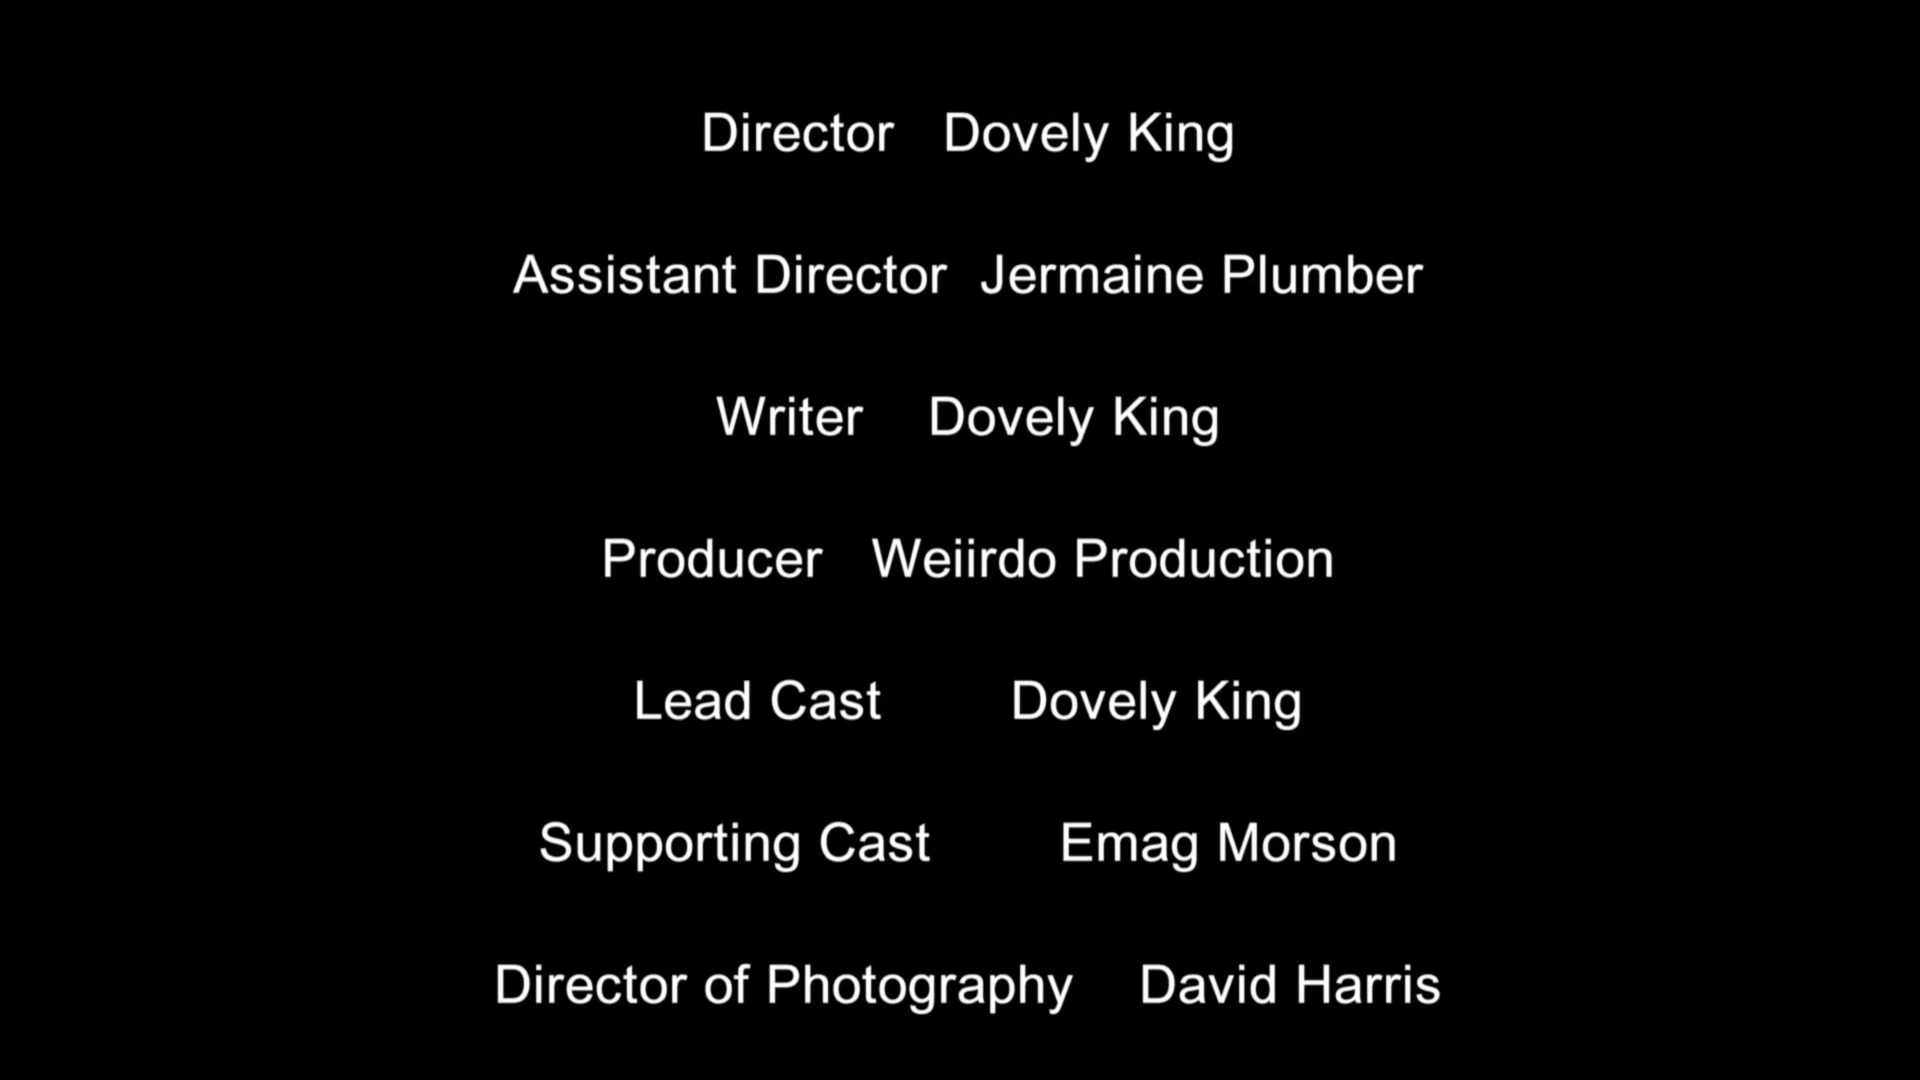 Director Dovely King
Assistant Director Jermaine Plumber
Writer Dovely King
Producer Weiirdo Production
Lead Cast Dovely King
Supporting Cast Emag Morson
Director of Photography David Harris